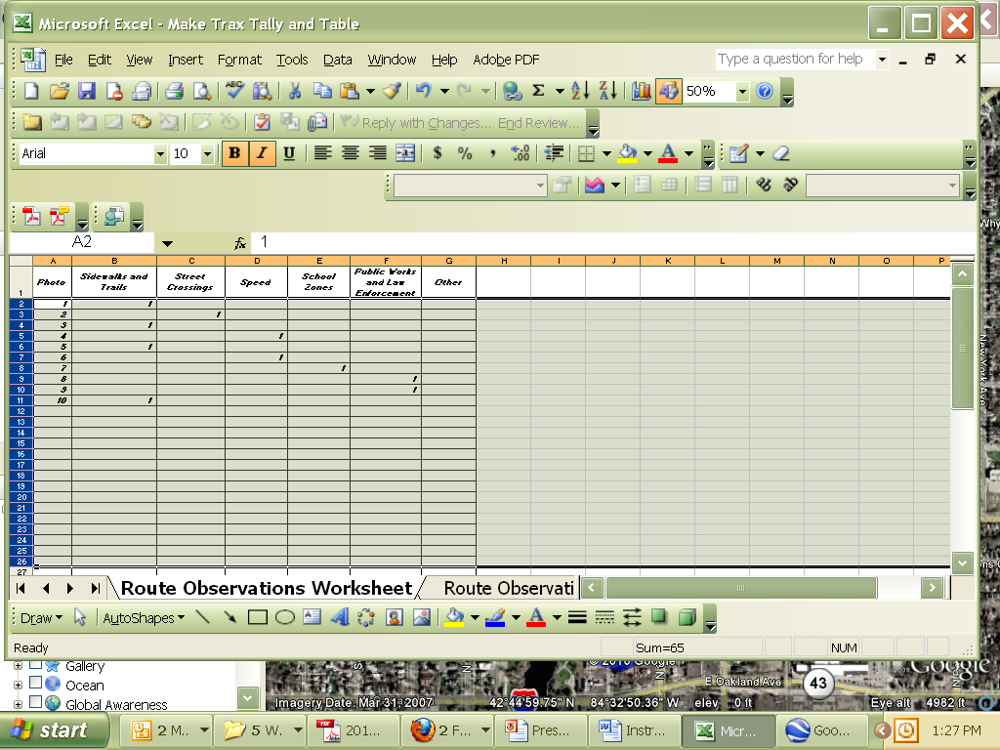 Microsoft Excel - Make Trax Tally and Table
File Edit View Insert Format Tools Data Window Help Adobe PDF
Type a question for help
50%
Reply with Changes... End Review...
Arial 10 B I U $ % ,
A2 fx 1
A B C D E F G H I J K L M N O P
1 Photo Sidewalks and Trails Street Crossings Speed School Zones Public Works and Law Enforcement Other
2 1 1
3 2 1
4 3 1
5 4 1
6 5 1
7 6 1
8 7 1
9 8 1
10 9 1
11 10 1
12
13
14
15
16
17
18
19
20
21
22
23
24
25
26
27
Route Observations Worksheet Route Observati
Draw AutoShapes
Ready Sum=65 NUM
Why
New York Ave
Gallery
Ocean
Global Awareness
Google
E Oakland Ave
43
Imagery Date: Mar 31, 2007 42°44'59.75" N 84°32'50.36" W elev 0 ft Eye alt 4982 ft
start 2 M... 5 W... 201... 2 F... Pres... Instr... Micr... Goo... 1:27 PM